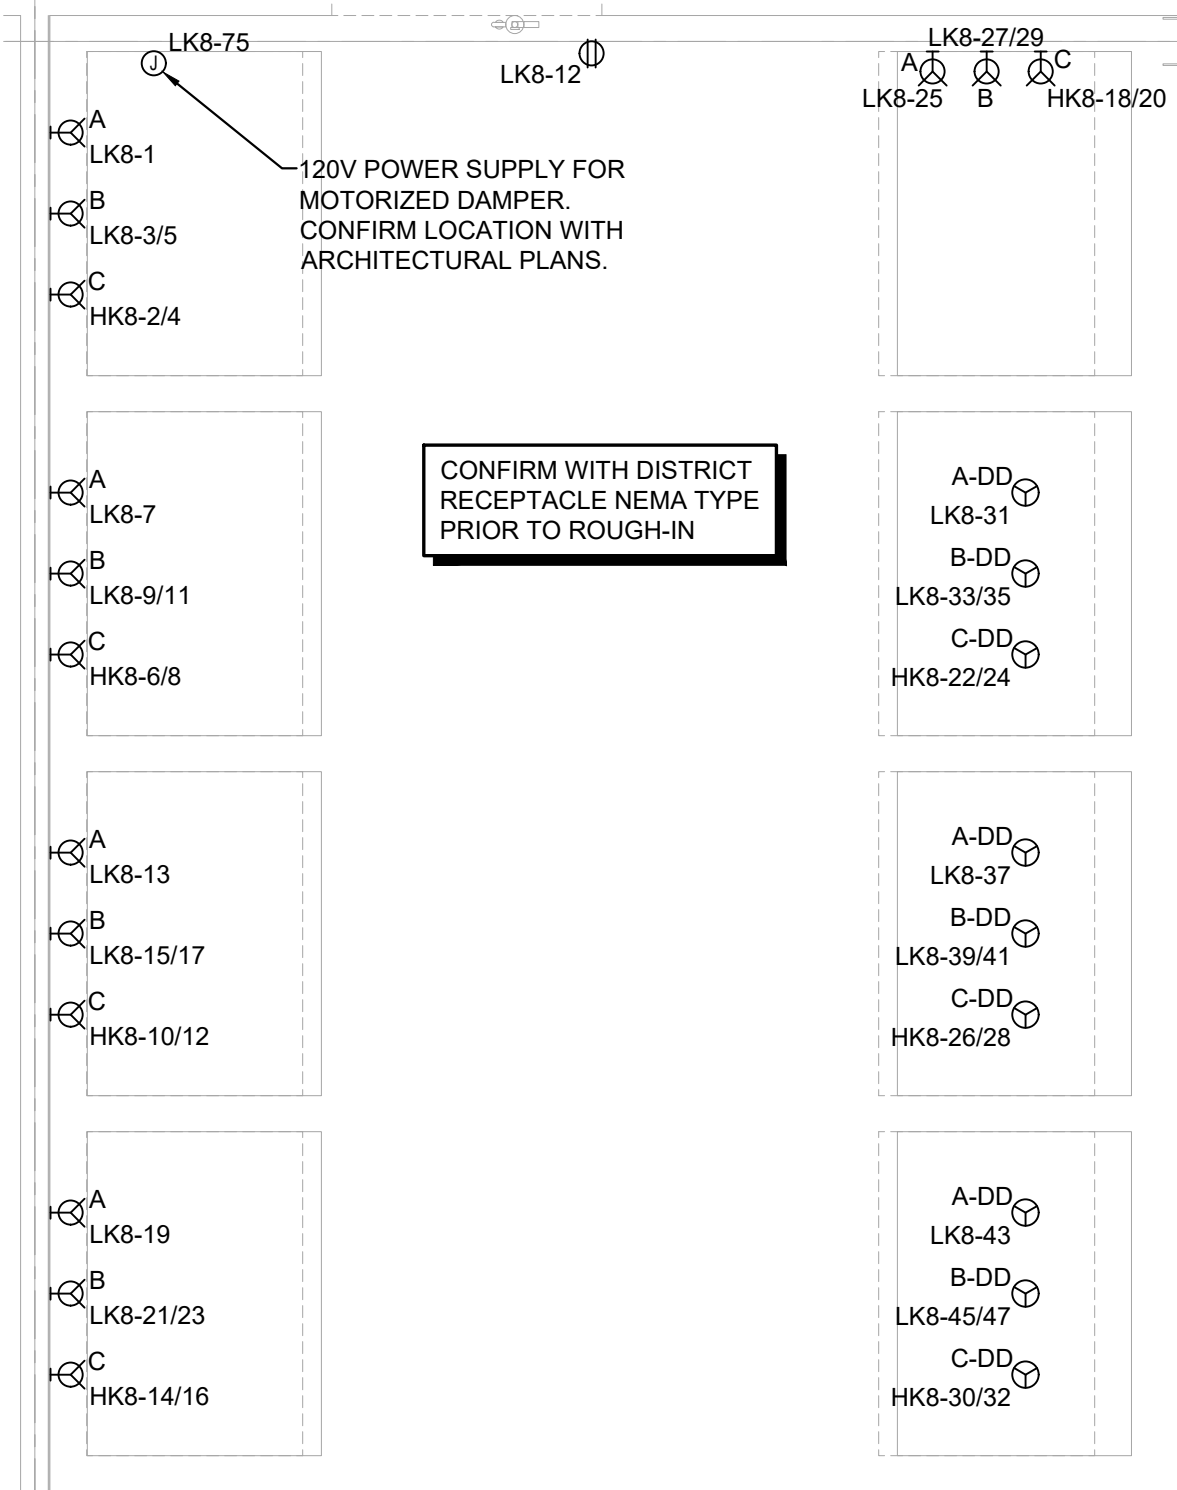 LK8-75
J
LK8-12
LK8-27/29
A
C
LK8-25
B
HK8-18/20
A
LK8-1
B
LK8-3/5
C
HK8-2/4
120V POWER SUPPLY FOR
MOTORIZED DAMPER.
CONFIRM LOCATION WITH
ARCHITECTURAL PLANS.
CONFIRM WITH DISTRICT
RECEPTACLE NEMA TYPE
PRIOR TO ROUGH-IN
A
LK8-7
B
LK8-9/11
C
HK8-6/8
A-DD
LK8-31
B-DD
LK8-33/35
C-DD
HK8-22/24
A
LK8-13
B
LK8-15/17
C
HK8-10/12
A-DD
LK8-37
B-DD
LK8-39/41
C-DD
HK8-26/28
A
LK8-19
B
LK8-21/23
C
HK8-14/16
A-DD
LK8-43
B-DD
LK8-45/47
C-DD
HK8-30/32